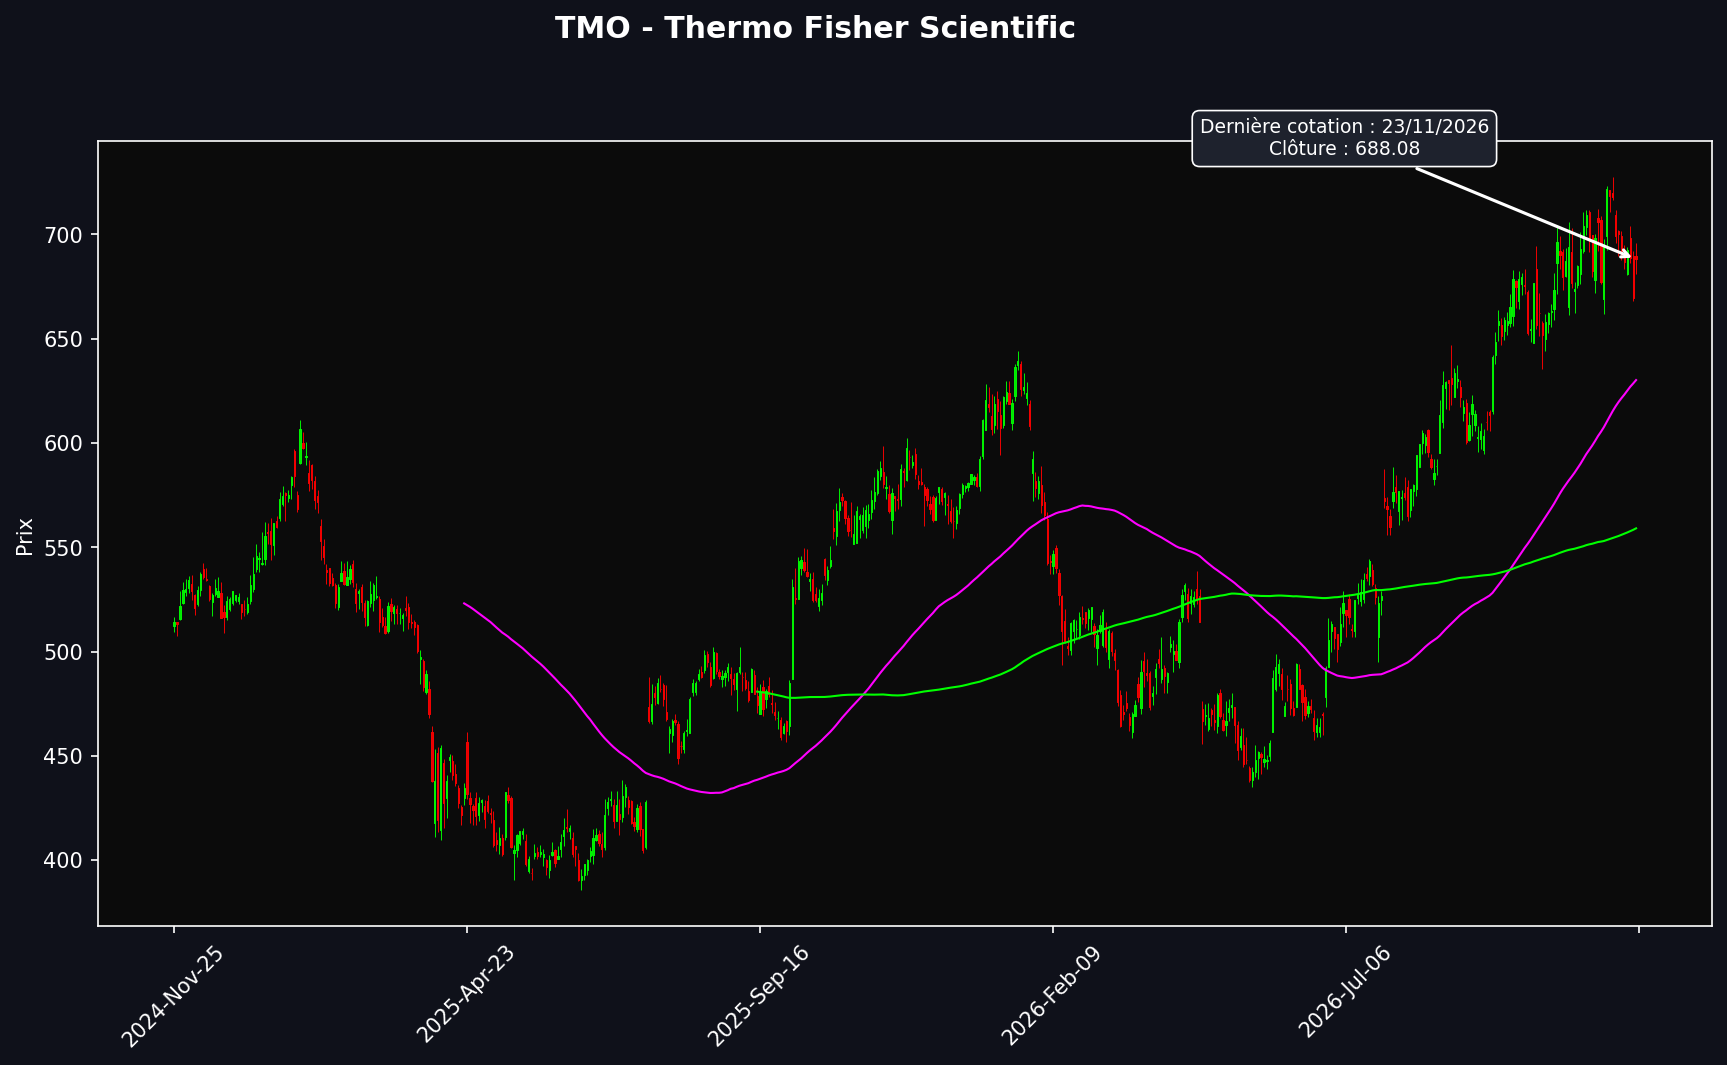 TMO - Thermo Fisher Scientific
Dernière cotation : 23/11/2026
Clôture : 688.08
Prix
700
650
600
550
500
450
400
2024-Nov-25
2025-Apr-23
2025-Sep-16
2026-Feb-09
2026-Jul-06